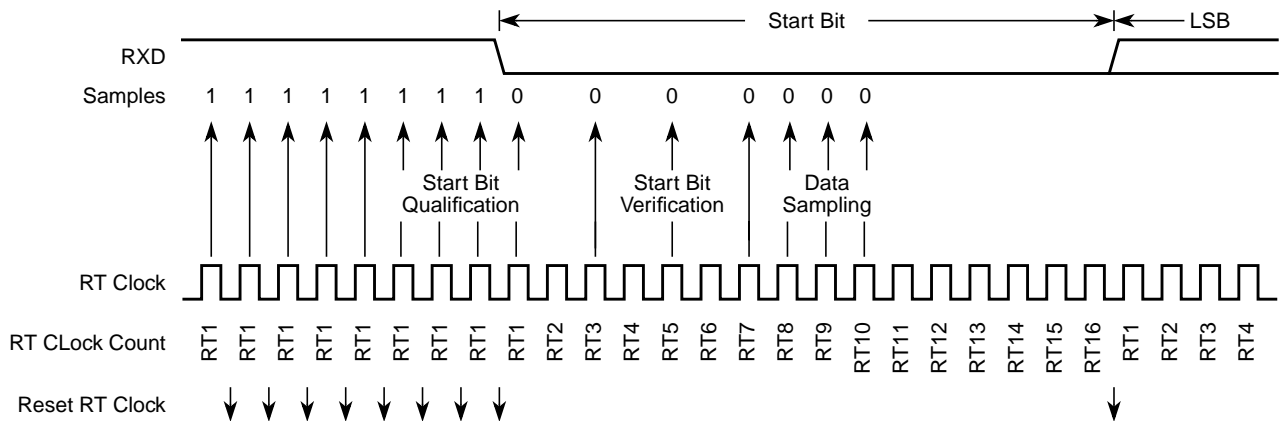 Start Bit LSB
RXD
Samples 1 1 1 1 1 1 1 1 0 0 0 0 0 0 0
Start Bit Qualification
Start Bit Verification
Data Sampling
RT Clock
RT CLock Count RT1 RT1 RT1 RT1 RT1 RT1 RT1 RT1 RT1 RT2 RT3 RT4 RT5 RT6 RT7 RT8 RT9 RT10 RT11 RT12 RT13 RT14 RT15 RT16 RT1 RT2 RT3 RT4
Reset RT Clock